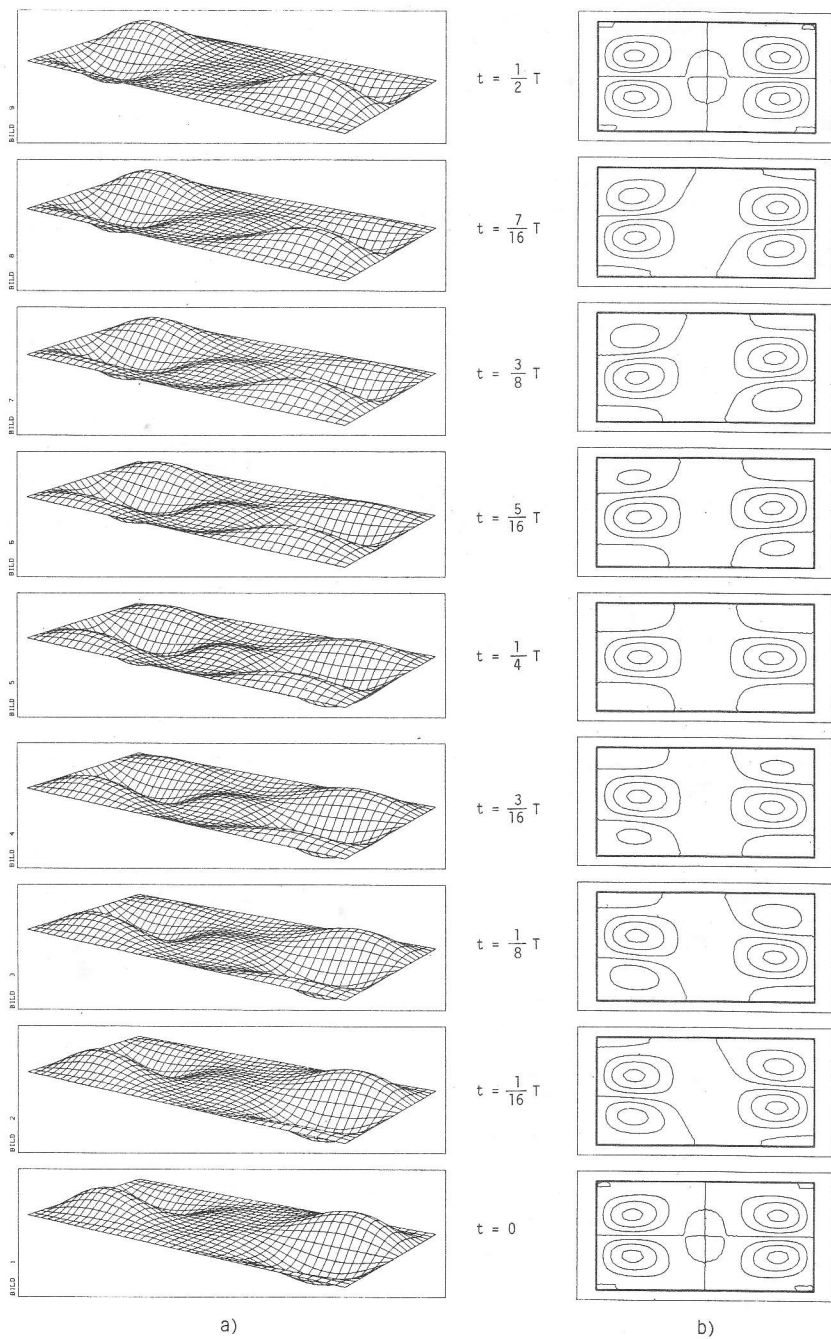 BILD 9
t = 1/2 T
BILD 8
t = 7/16 T
BILD 7
t = 3/8 T
BILD 6
t = 5/16 T
BILD 5
t = 1/4 T
BILD 4
t = 3/16 T
BILD 3
t = 1/8 T
BILD 2
t = 1/16 T
BILD 1
t = 0
a)
b)